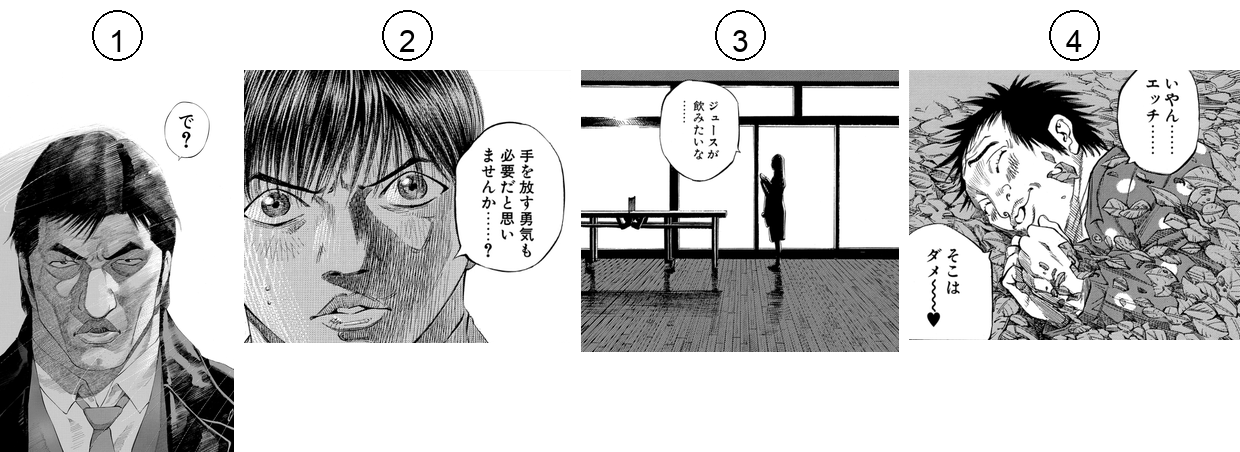 1
2
3
4
で？
手を放す勇気も
必要だと思い
ませんか……？
ジュースが
飲みたいな
……
いやん……
エッチ……
そこは
ダメ〜〜♥